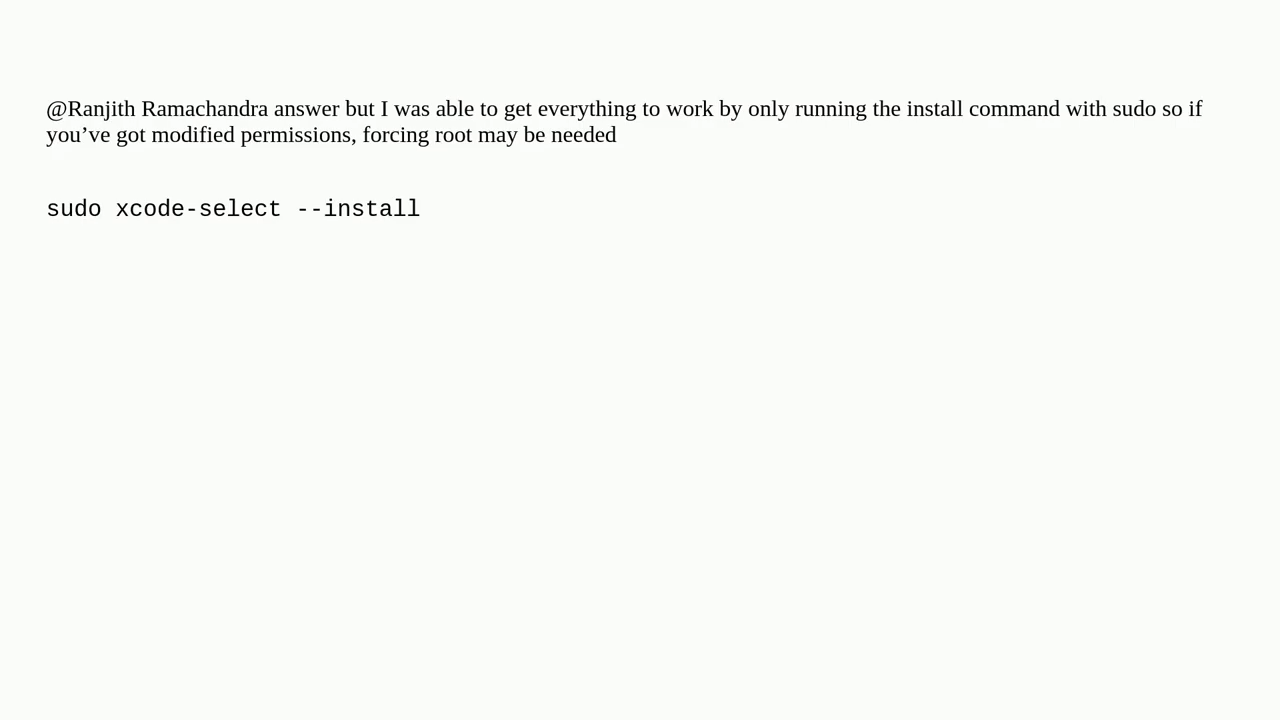 @Ranjith Ramachandra answer but I was able to get everything to work by only running the install command with sudo so if
you’ve got modified permissions, forcing root may be needed
sudo xcode-select --install